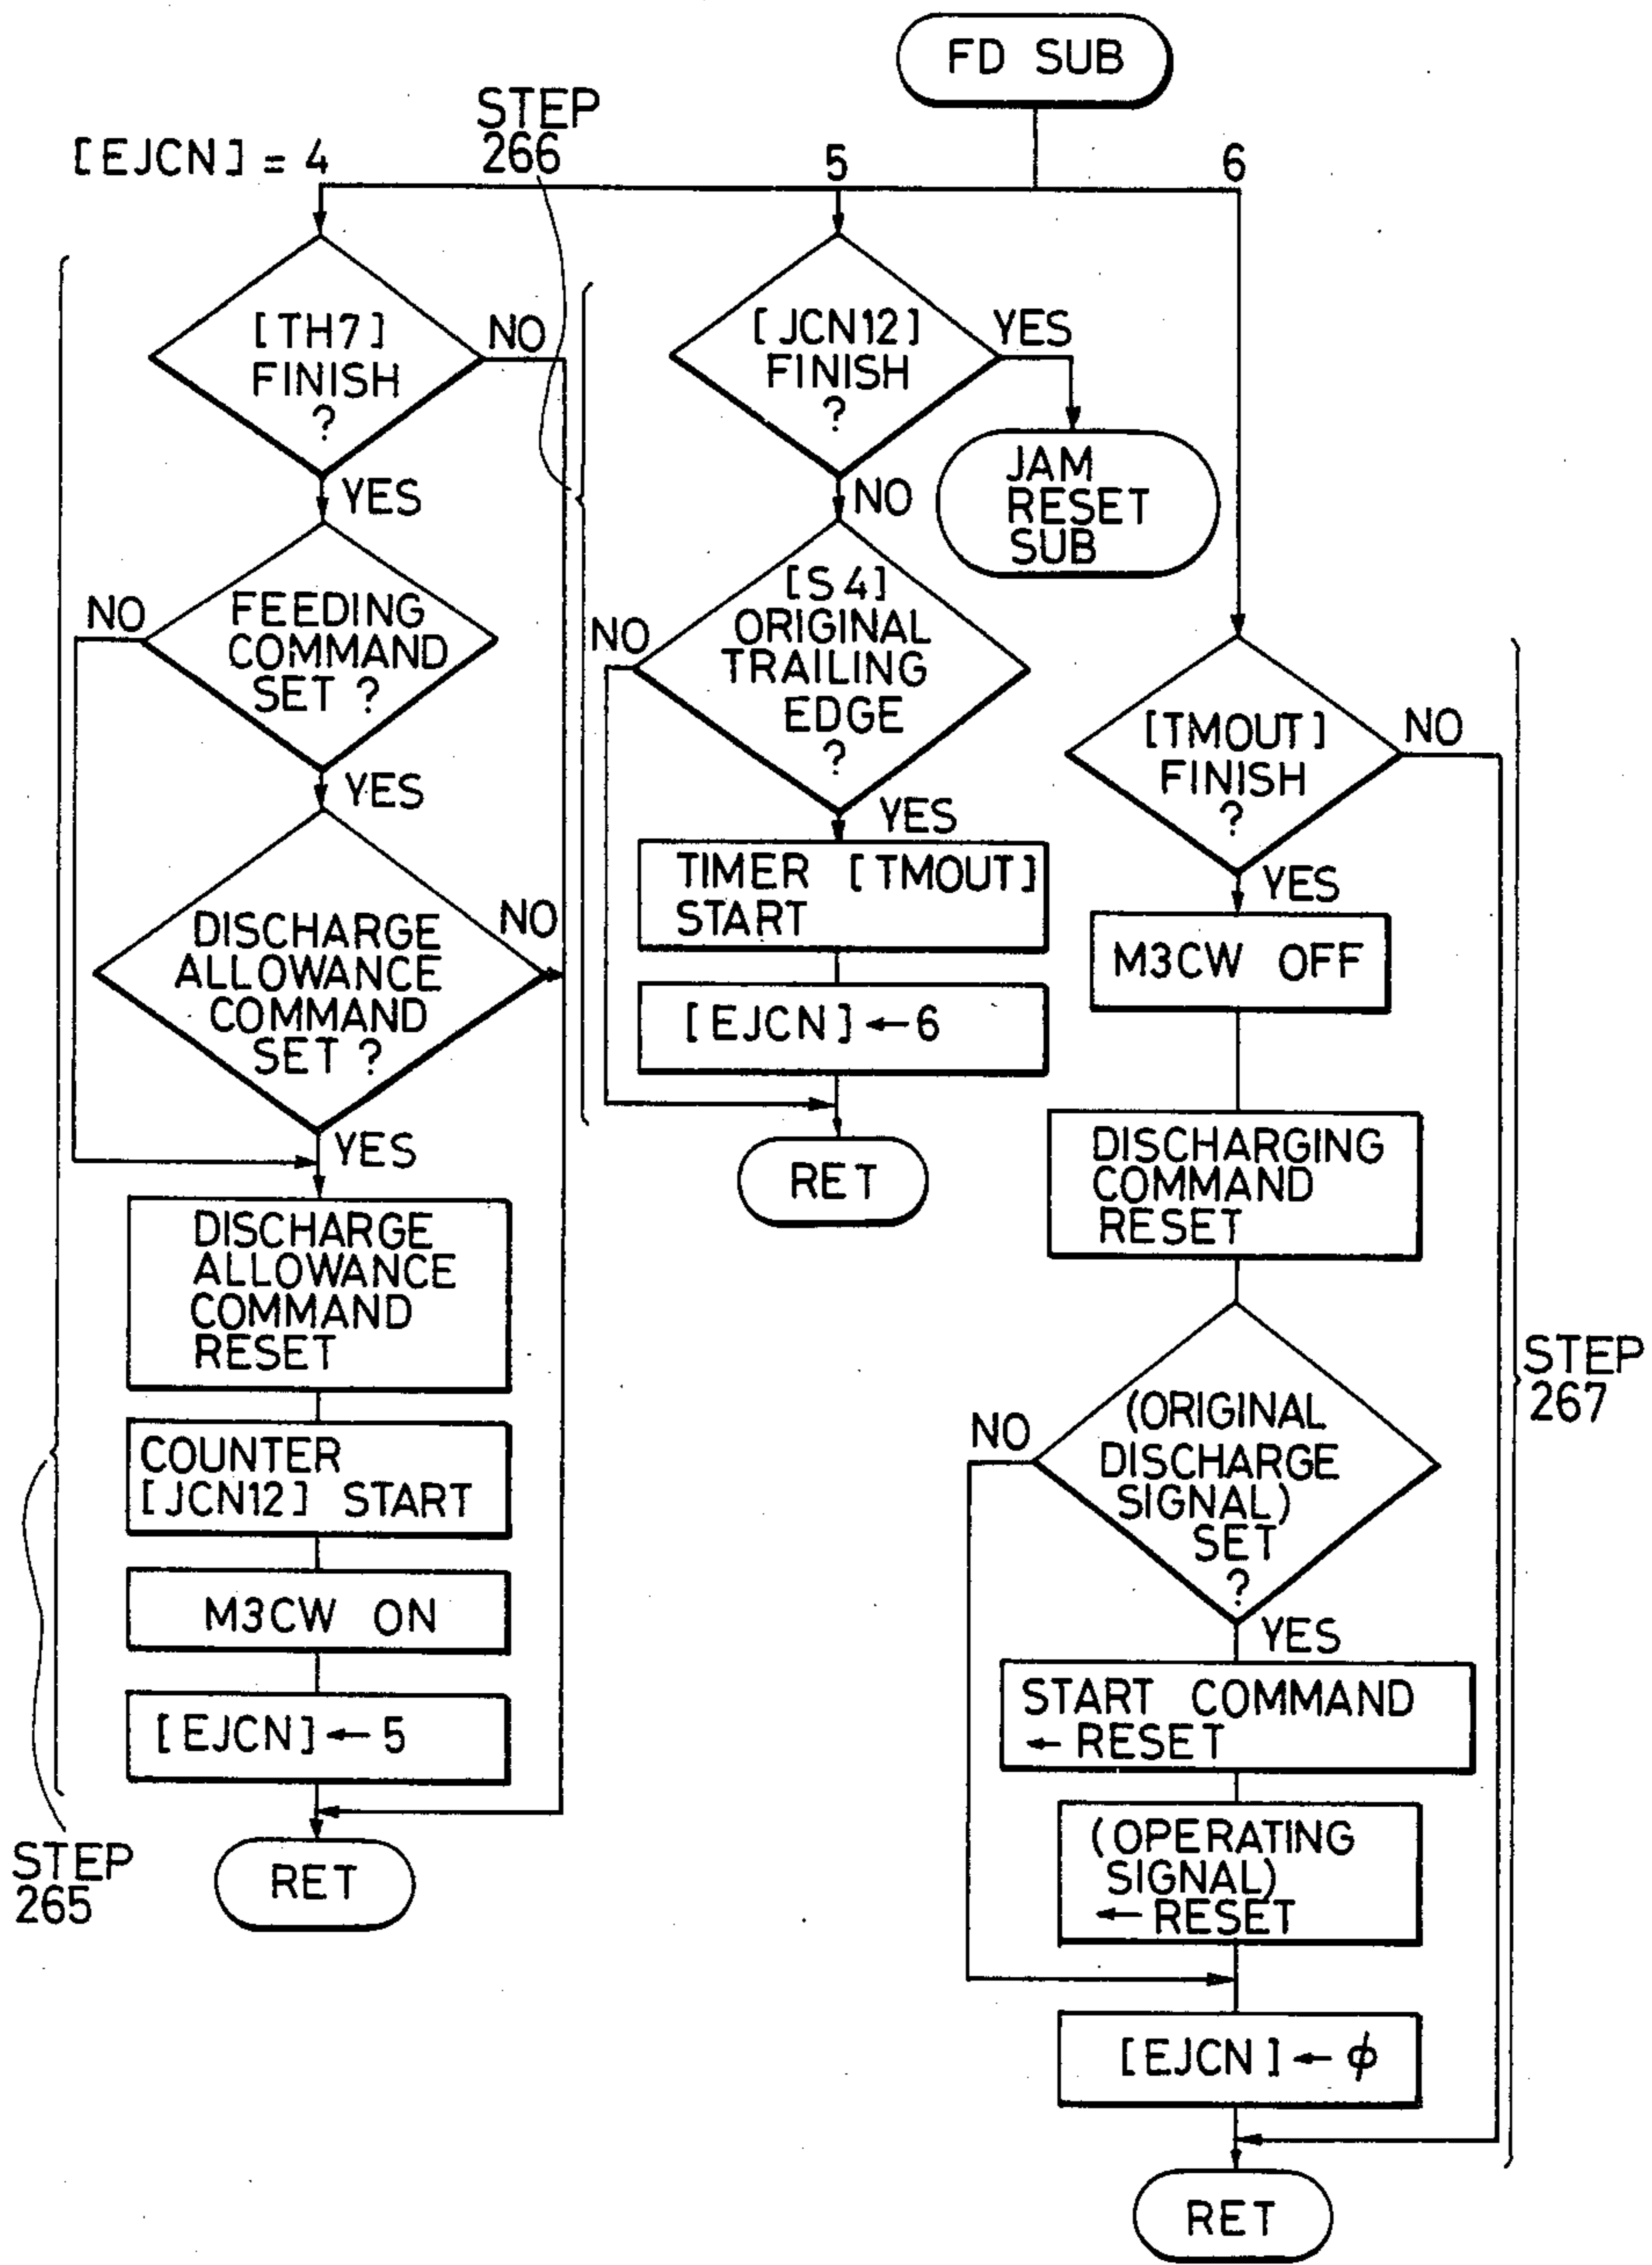 FD SUB
STEP
266
[EJCN] = 4
5
6
[TH7]
FINISH
?
NO
YES
FEEDING
COMMAND
SET ?
NO
YES
DISCHARGE
ALLOWANCE
COMMAND
SET ?
NO
YES
DISCHARGE
ALLOWANCE
COMMAND
RESET
COUNTER
[JCN12] START
M3CW ON
[EJCN] ← 5
RET
STEP
265
[JCN12]
FINISH
?
YES
JAM
RESET
SUB
NO
[S4]
ORIGINAL
TRAILING
EDGE
?
NO
YES
TIMER [TMOUT]
START
[EJCN] ← 6
RET
[TMOUT]
FINISH
?
NO
YES
M3CW OFF
DISCHARGING
COMMAND
RESET
(ORIGINAL
DISCHARGE
SIGNAL)
SET
?
NO
YES
START COMMAND
← RESET
(OPERATING
SIGNAL)
← RESET
[EJCN] ← ϕ
RET
STEP
267